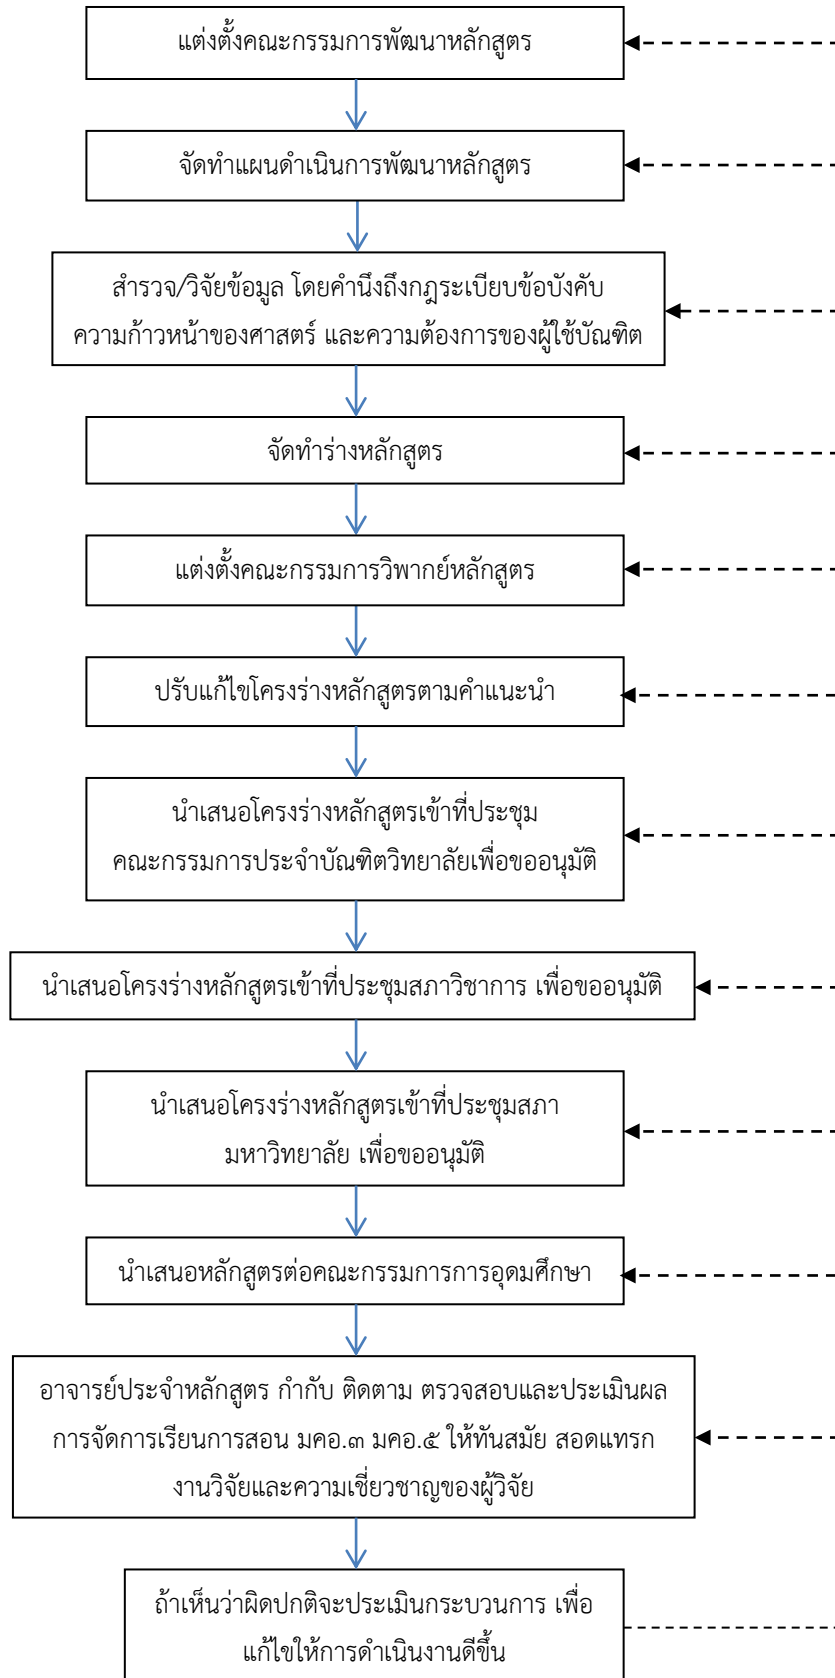 แต่งตั้งคณะกรรมการพัฒนาหลักสูตร
จัดทำแผนดำเนินการพัฒนาหลักสูตร
สำรวจ/วิจัยข้อมูล โดยคำนึงถึงกฎระเบียบข้อบังคับ
ความก้าวหน้าของศาสตร์ และความต้องการของผู้ใช้บัณฑิต
จัดทำร่างหลักสูตร
แต่งตั้งคณะกรรมการวิพากย์หลักสูตร
ปรับแก้ไขโครงร่างหลักสูตรตามคำแนะนำ
นำเสนอโครงร่างหลักสูตรเข้าที่ประชุม
คณะกรรมการประจำบัณฑิตวิทยาลัยเพื่อขออนุมัติ
นำเสนอโครงร่างหลักสูตรเข้าที่ประชุมสภาวิชาการ เพื่อขออนุมัติ
นำเสนอโครงร่างหลักสูตรเข้าที่ประชุมสภา
มหาวิทยาลัย เพื่อขออนุมัติ
นำเสนอหลักสูตรต่อคณะกรรมการการอุดมศึกษา
อาจารย์ประจำหลักสูตร กำกับ ติดตาม ตรวจสอบและประเมินผล
การจัดการเรียนการสอน มคอ.๓ มคอ.๕ ให้ทันสมัย สอดแทรก
งานวิจัยและความเชี่ยวชาญของผู้วิจัย
ถ้าเห็นว่าผิดปกติจะประเมินกระบวนการ เพื่อ
แก้ไขให้การดำเนินงานดีขึ้น